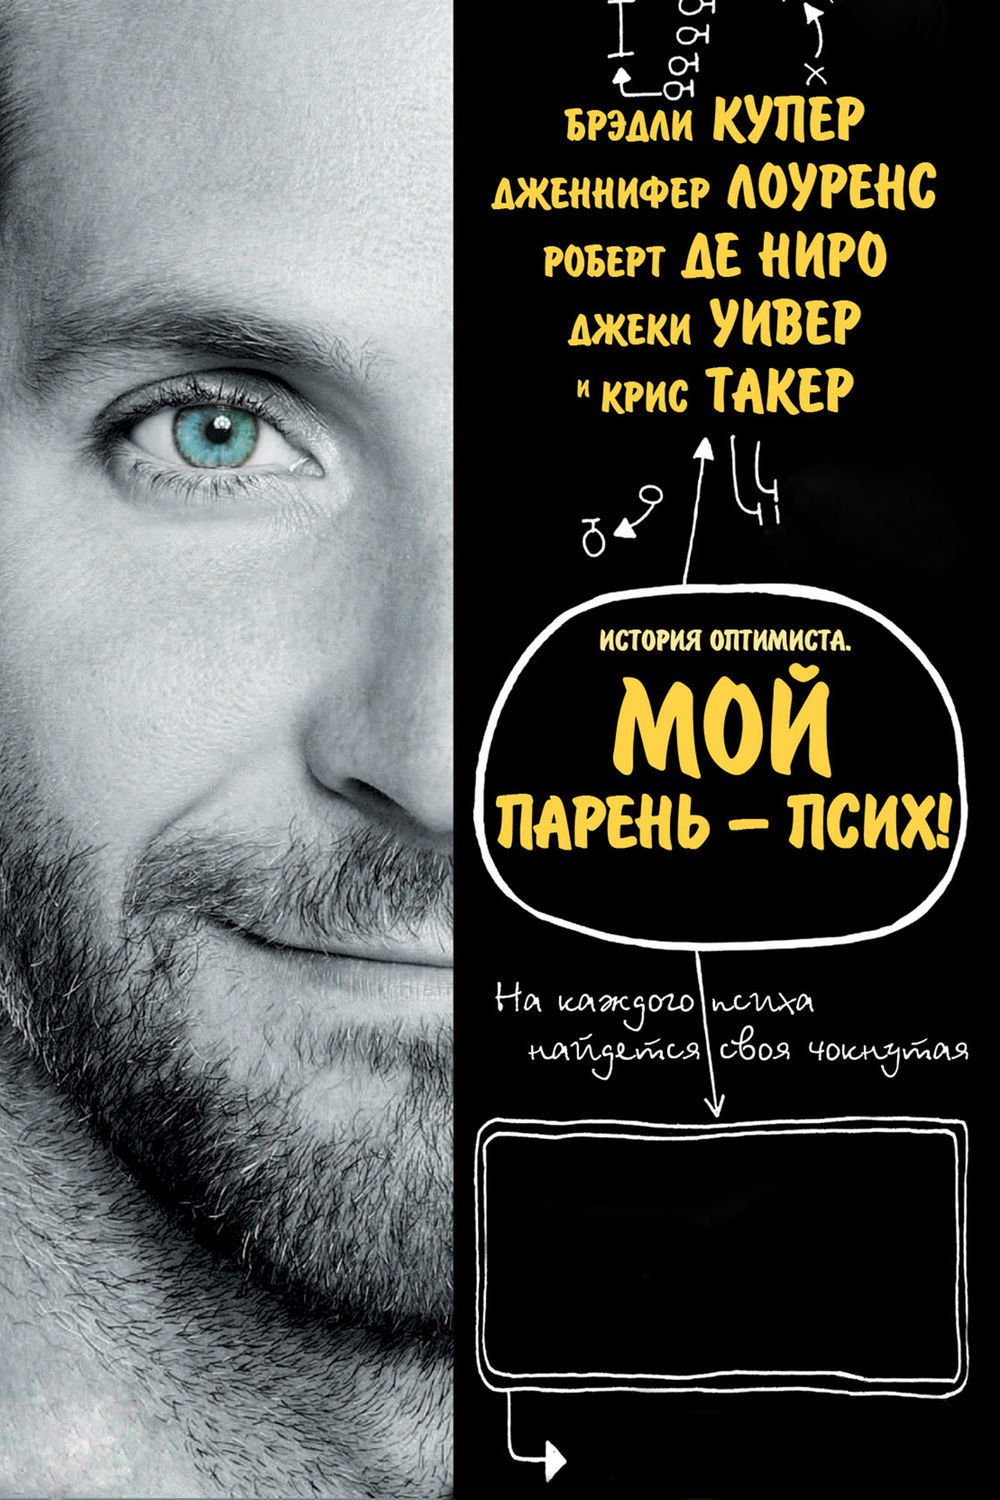 БРЭДЛИ КУПЕР
ДЖЕННИФЕР ЛОУРЕНС
РОБЕРТ ДЕ НИРО
ДЖЕКИ УИВЕР
И КРИС ТАКЕР
ИСТОРИЯ ОПТИМИСТА.
МОЙ
ПАРЕНЬ – ПСИХ!
На каждого психа
найдется своя чокнутая